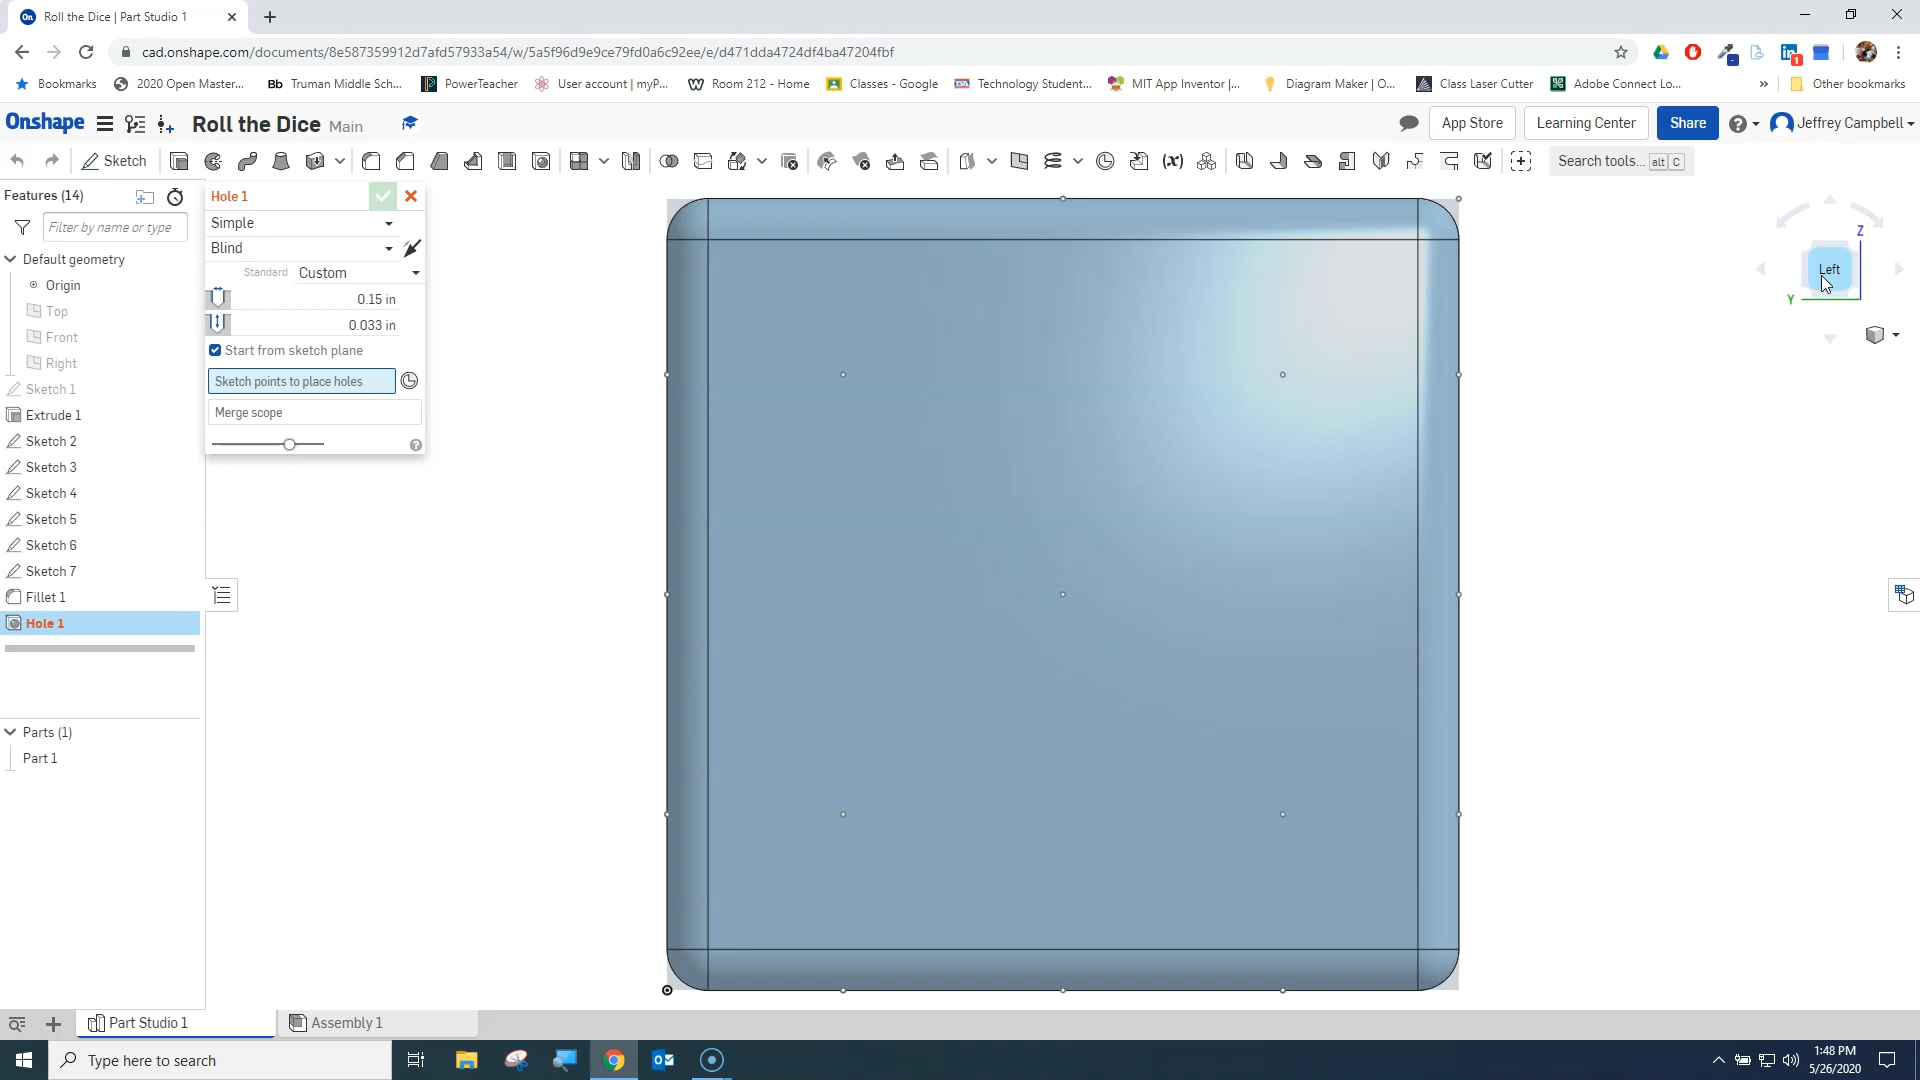 Roll the Dice | Part Studio 1
cad.onshape.com/documents/8e587359912d7afd57933a54/w/5a5f96d9e9ce79fd0a6c92ee/e/d471dda4724df4ba47204fbf
Bookmarks 2020 Open Master... Bb Truman Middle Sch... PowerTeacher User account | myP... Room 212 - Home Classes - Google Technology Student... MIT App Inventor |... Diagram Maker | O... Class Laser Cutter Adobe Connect Lo... » Other bookmarks
Onshape Roll the Dice Main App Store Learning Center Share Jeffrey Campbell
Sketch Search tools... alt C
Features (14)
Filter by name or type
Default geometry
Origin
Top
Front
Right
Sketch 1
Extrude 1
Sketch 2
Sketch 3
Sketch 4
Sketch 5
Sketch 6
Sketch 7
Fillet 1
Hole 1
Parts (1)
Part 1
Hole 1
Simple
Blind
Standard Custom
0.15 in
0.033 in
Start from sketch plane
Sketch points to place holes
Merge scope
Z
Left
Y
Part Studio 1 Assembly 1
Type here to search
1:48 PM
5/26/2020